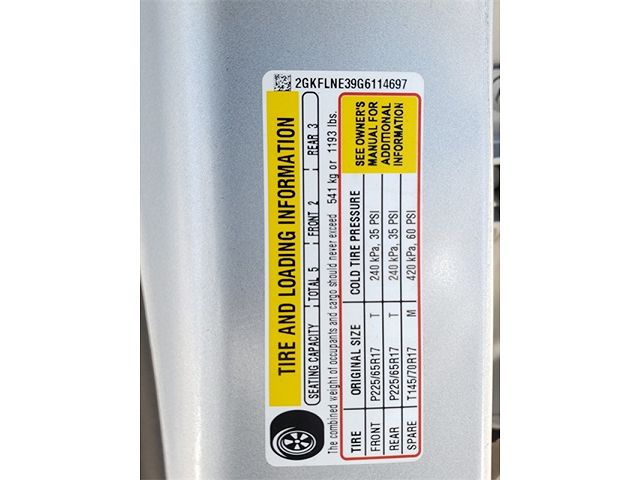 2GKFLNE39G6114697
TIRE AND LOADING INFORMATION
SEATING CAPACITY TOTAL 5 FRONT 2 REAR 3
The combined weight of occupants and cargo should never exceed 541 kg or 1193 lbs.
TIRE ORIGINAL SIZE COLD TIRE PRESSURE
FRONT P225/65R17 T 240 kPa, 35 PSI
REAR P225/65R17 T 240 kPa, 35 PSI
SPARE T145/70R17 M 420 kPa, 60 PSI
SEE OWNER'S
MANUAL FOR
ADDITIONAL
INFORMATION